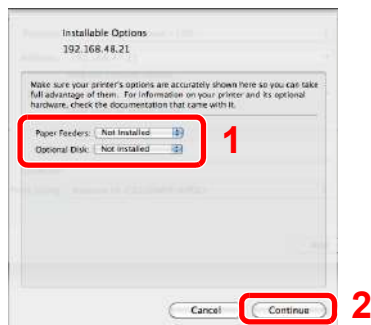 Installable Options
192.168.48.21
Make sure your printer's options are accurately shown here so you can take
full advantage of them. For information on your printer and its optional
hardware, check the documentation that came with it.
Paper Feeders: Not Installed
Optional Disk: Not Installed
1
Cancel
Continue
2